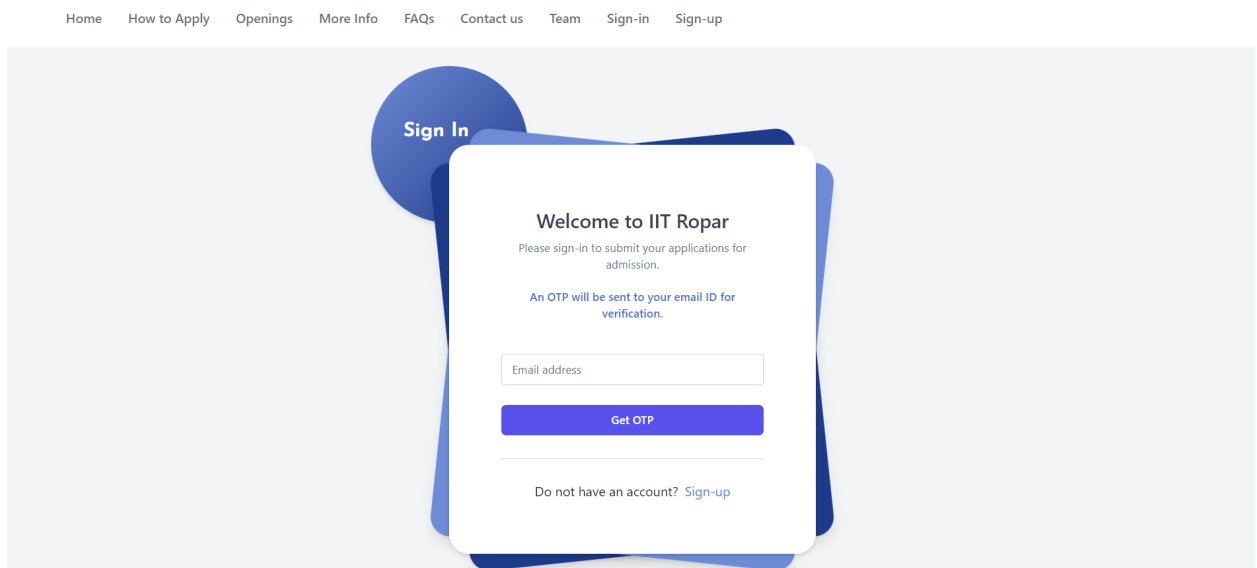 Home How to Apply Openings More Info FAQs Contact us Team Sign-in Sign-up
Sign In
Welcome to IIT Ropar
Please sign-in to submit your applications for
admission.
An OTP will be sent to your email ID for
verification.
Email address
Get OTP
Do not have an account? Sign-up